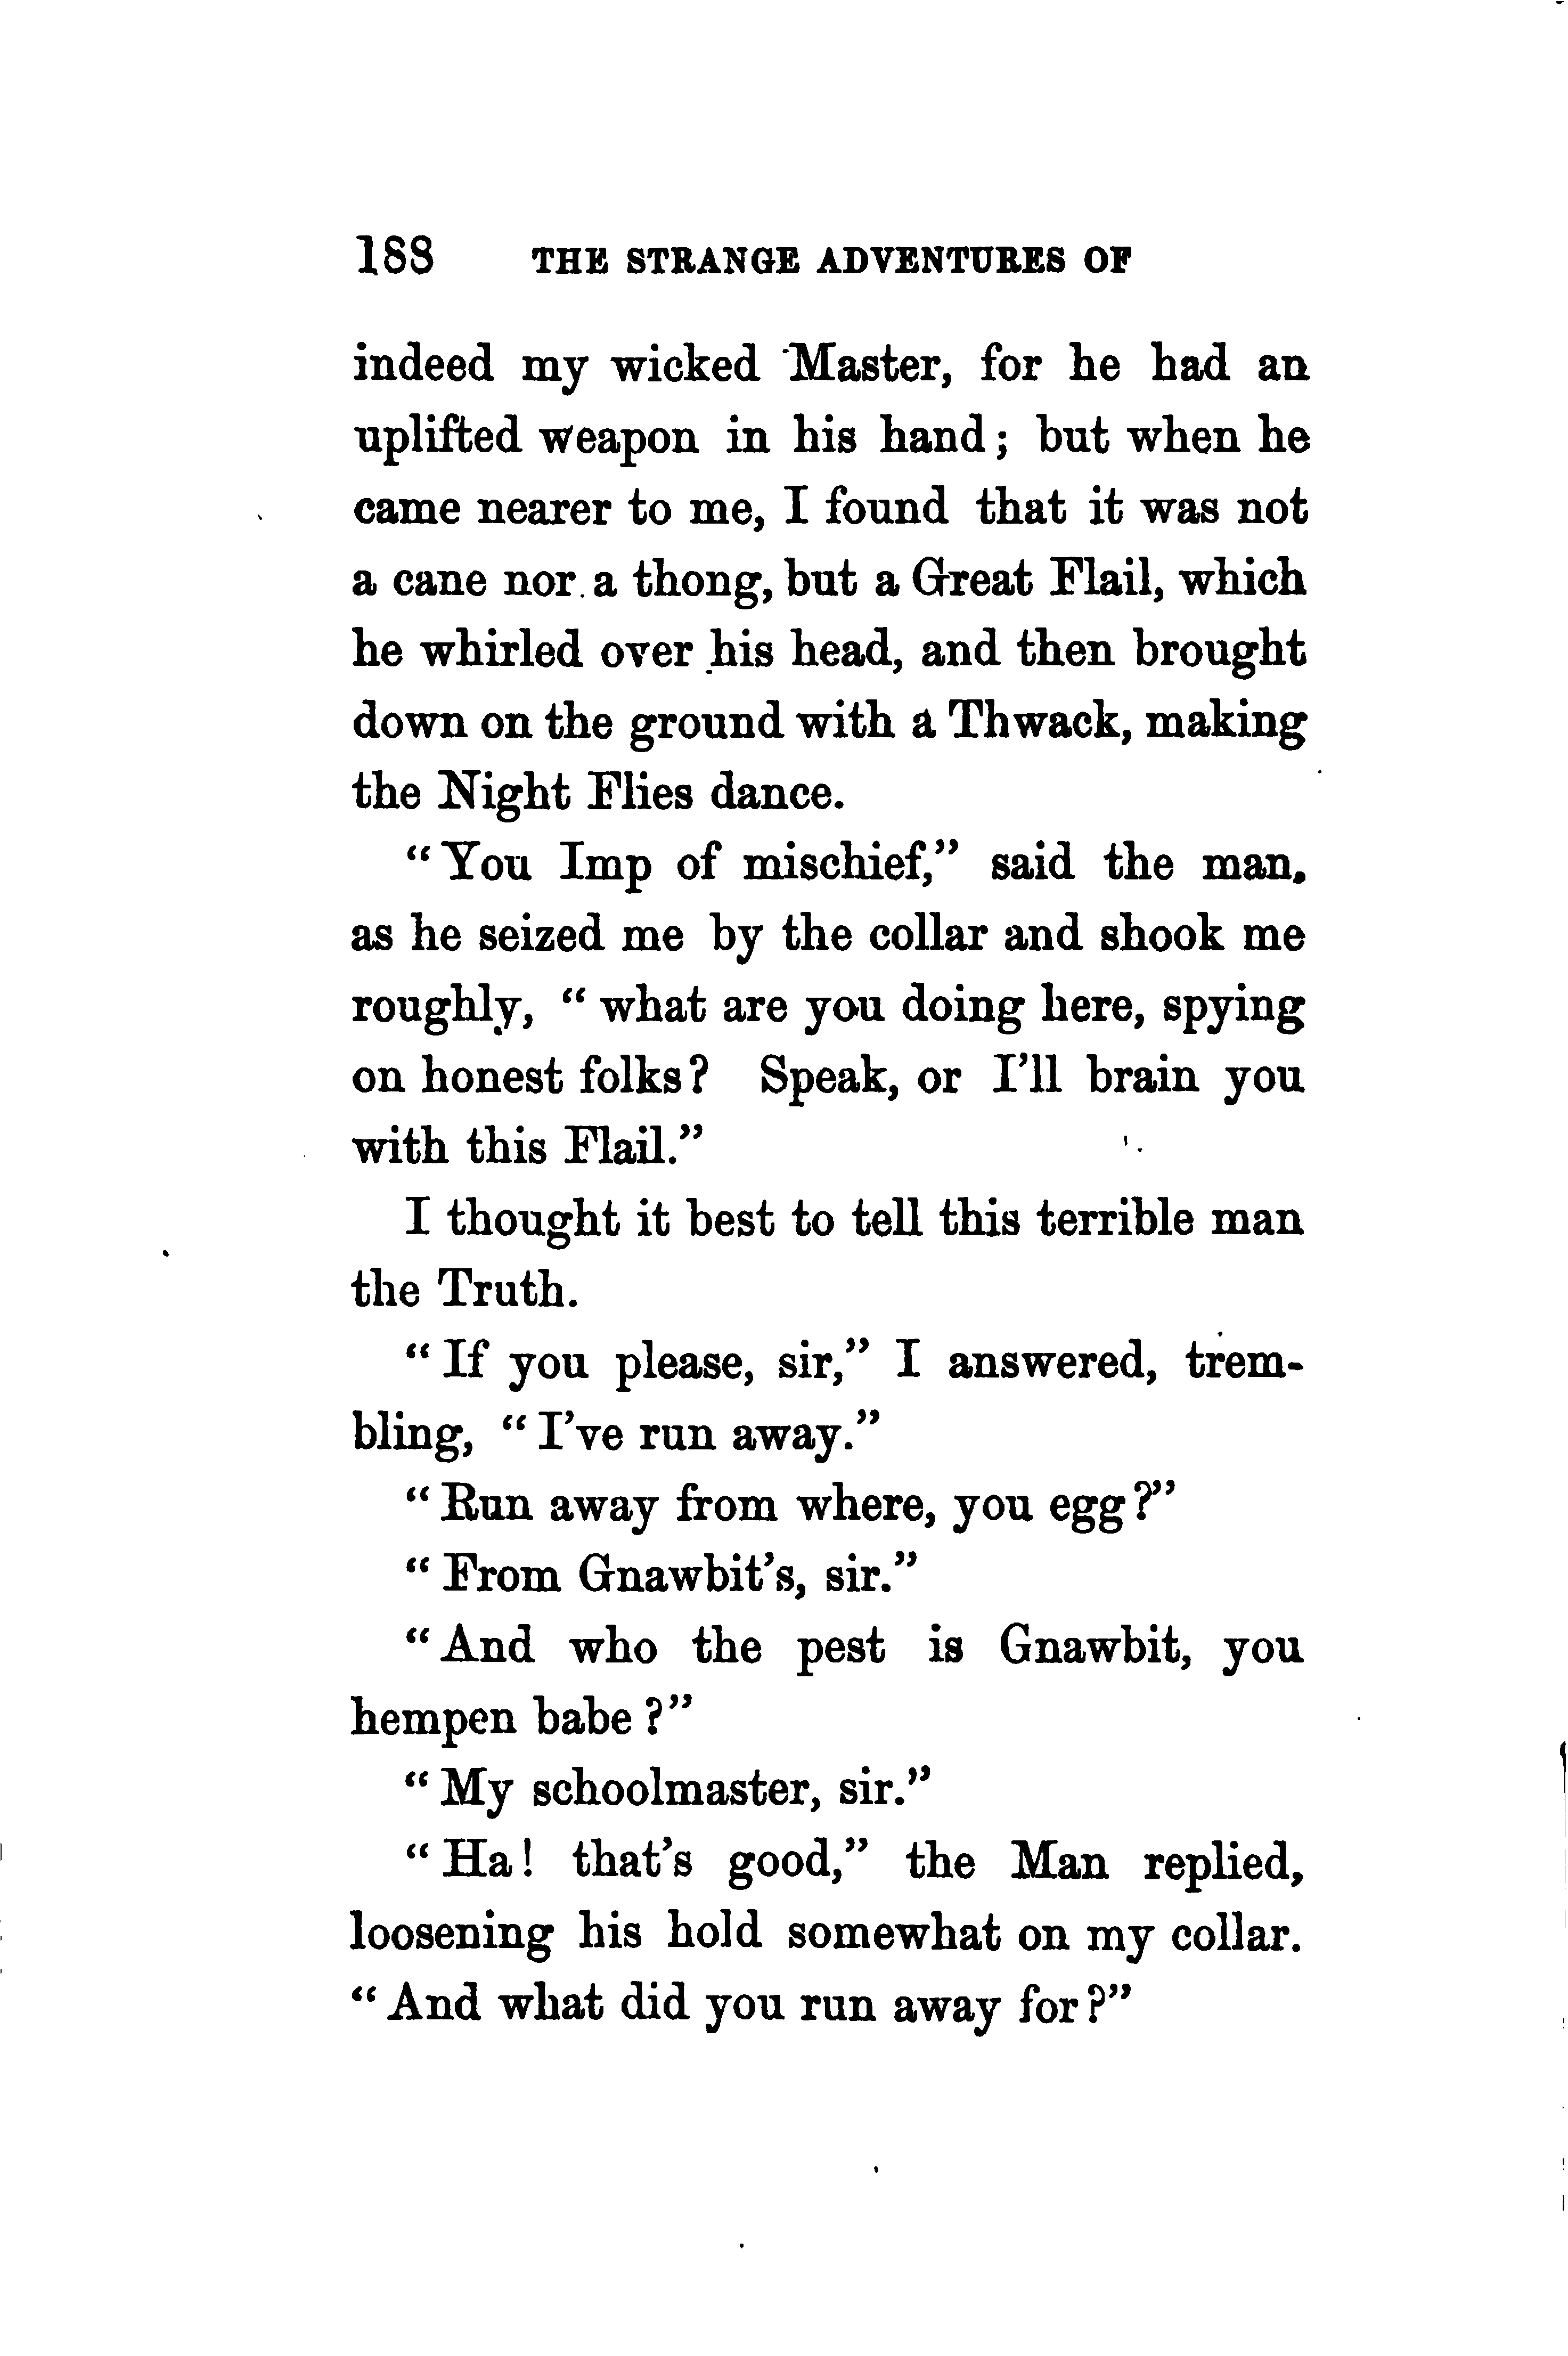 188 THE STRANGE ADVENTURES OF
indeed my wicked Master, for he had an
uplifted weapon in his hand; but when he
came nearer to me, I found that it was not
a cane nor a thong, but a Great Flail, which
he whirled over his head, and then brought
down on the ground with a Thwack, making
the Night Flies dance.
“You Imp of mischief,” said the man,
as he seized me by the collar and shook me
roughly, “what are you doing here, spying
on honest folks? Speak, or I’ll brain you
with this Flail.”
I thought it best to tell this terrible man
the Truth.
“If you please, sir,” I answered, trem-
bling, “I’ve run away.”
“Run away from where, you egg?”
“From Gnawbit’s, sir.”
“And who the pest is Gnawbit, you
hempen babe?”
“My schoolmaster, sir.”
“Ha! that’s good,” the Man replied,
loosening his hold somewhat on my collar.
“And what did you run away for?”